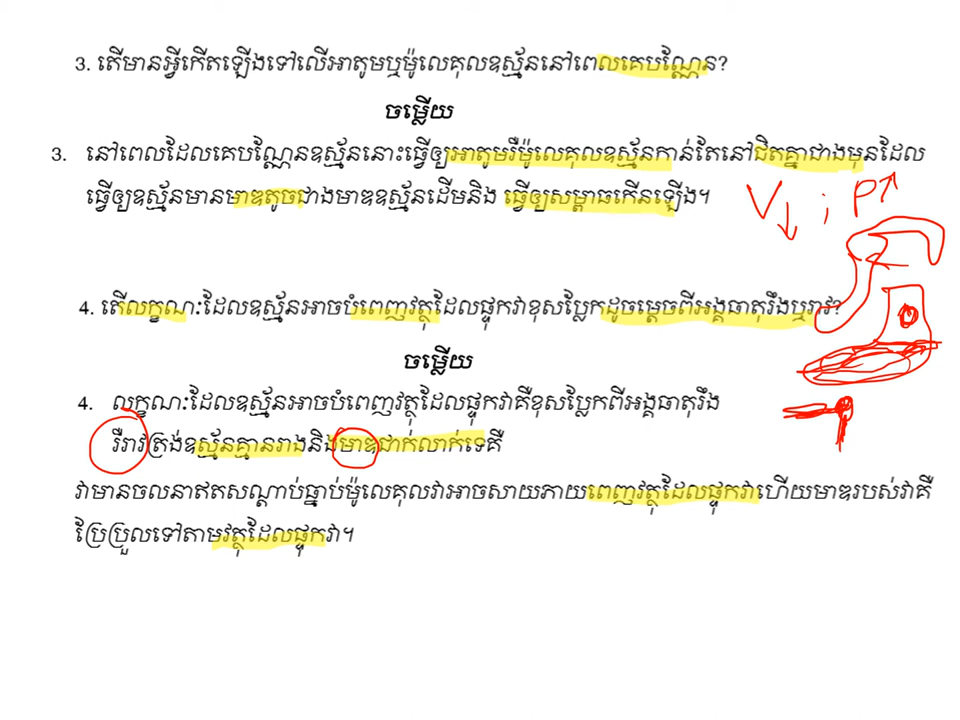 3. តើមានអ្វីកើតឡើងទៅលើអាតូមឬម៉ូលេគុលឧស្ម័ននៅពេលគេបណ្ណែន?
ចម្លើយ
3. នៅពេលដែលគេបណ្ណែនឧស្ម័ននោះធ្វើឲ្យអាតូមរឺម៉ូលេគុលឧស្ម័នកាន់តែនៅជិតគ្នាជាងមុនដែល
ធ្វើឲ្យឧស្ម័នមានមាឌតូចជាងមាឌឧស្ម័នដើមនិង ធ្វើឲ្យសម្ពាធកើនឡើង។
V↓ ; P↑
4. តើលក្ខណៈដែលឧស្ម័នអាចបំពេញវត្ថុដែលផ្ទុកវាខុសប្លែកដូចម្ដេចពីអង្គធាតុរឹងឬរាវ?
ចម្លើយ
4. លក្ខណៈដែលឧស្ម័នអាចបំពេញវត្ថុដែលផ្ទុកវាគឺខុសប្លែកពីអង្គធាតុរឹង
រឺរាវត្រង់ឧស្ម័នគ្មានរាងនិងមាឌជាក់លាក់ទេគឺ
វាមានចលនាឥតសណ្ដាប់ធ្នាប់ម៉ូលេគុលវាអាចសាយភាយពេញវត្ថុដែលផ្ទុកវាហើយមាឌរបស់វាគឺ
ប្រែប្រួលទៅតាមវត្ថុដែលផ្ទុកវា។